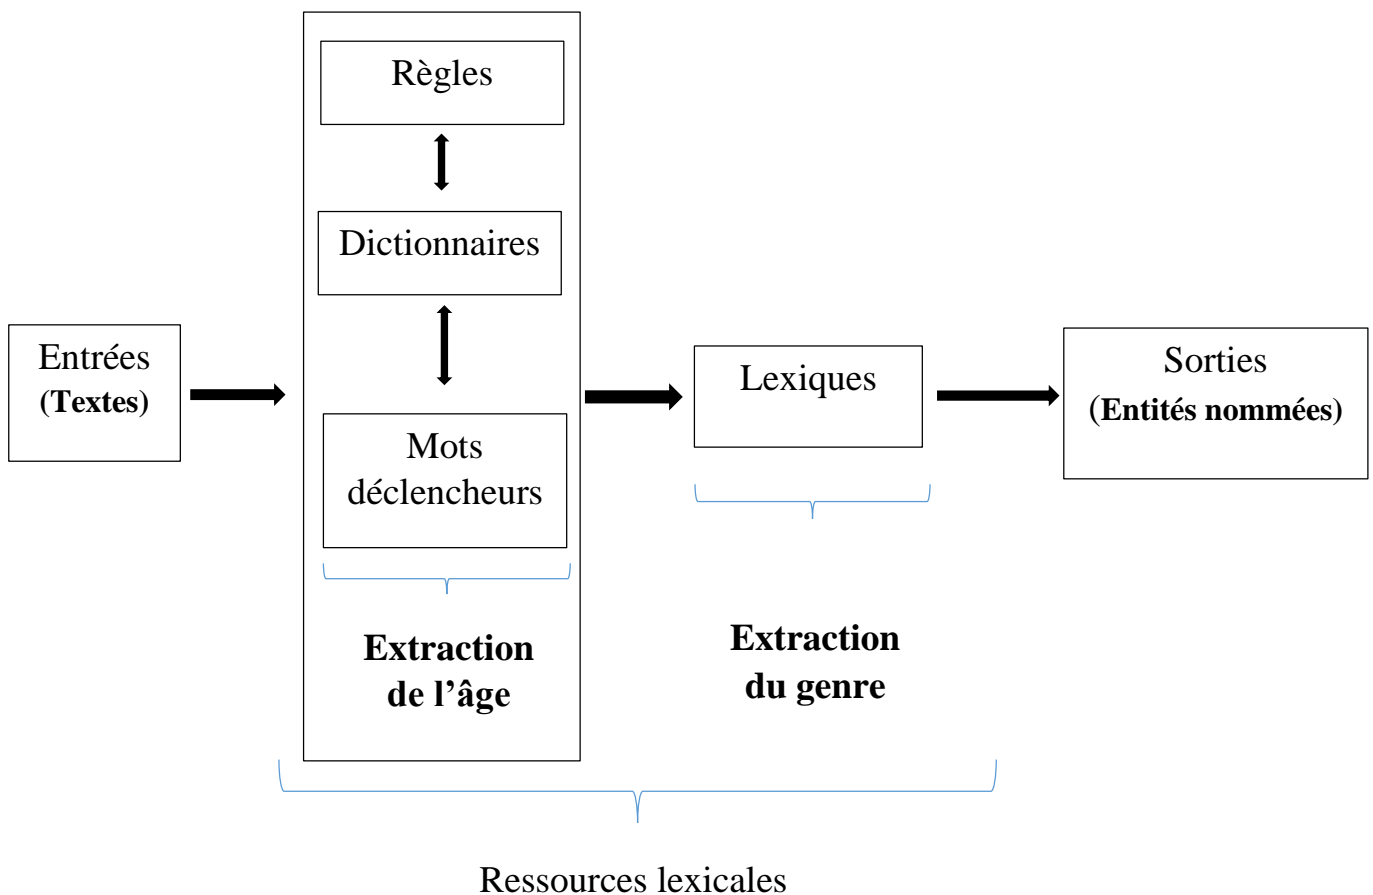 Règles
Dictionnaires
Entrées
(Textes)
Mots
déclencheurs
Extraction
de l’âge
Lexiques
Extraction
du genre
Sorties
(Entités nommées)
Ressources lexicales